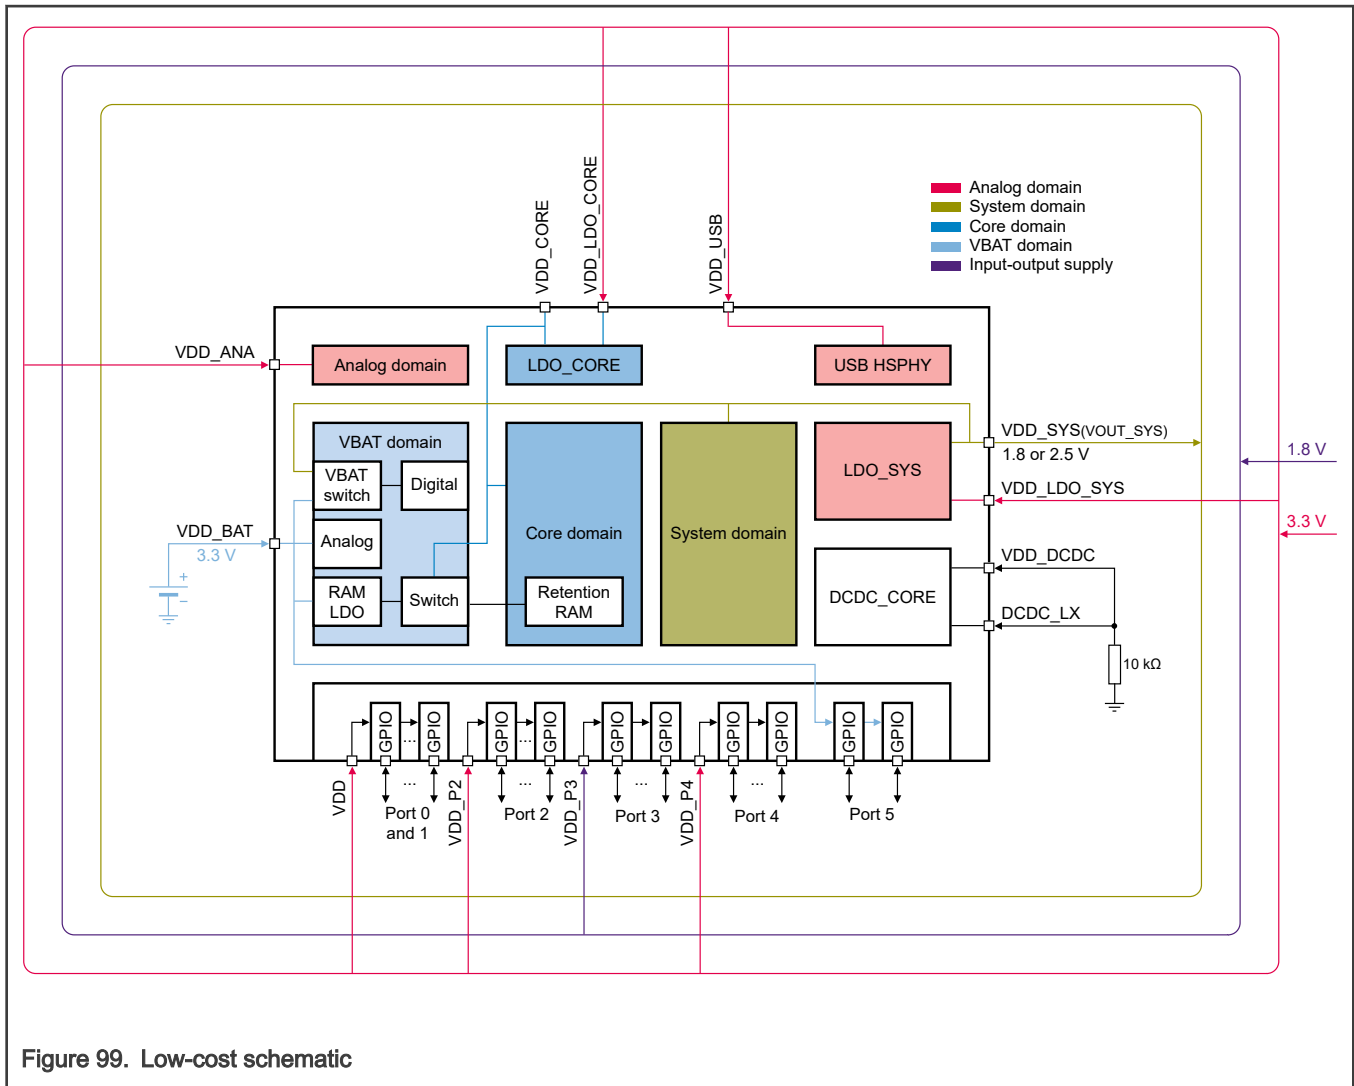 Analog domain
System domain
Core domain
VBAT domain
Input-output supply
VDD_CORE
VDD_LDO_CORE
VDD_USB
VDD_ANA
Analog domain
LDO_CORE
USB HSPHY
VBAT domain
VBAT
switch
Digital
Analog
RAM
LDO
Switch
Core domain
Retention
RAM
System domain
LDO_SYS
DCDC_CORE
VDD_SYS(VOUT_SYS)
1.8 or 2.5 V
VDD_LDO_SYS
1.8 V
3.3 V
VDD_DCDC
DCDC_LX
10 kΩ
VDD_BAT
3.3 V
+
−
GPIO
...
GPIO
GPIO
...
GPIO
GPIO
GPIO
GPIO
GPIO
GPIO
GPIO
VDD
...
Port 0
and 1
VDD_P2
...
Port 2
VDD_P3
...
Port 3
VDD_P4
...
Port 4
Port 5
Figure 99. Low-cost schematic